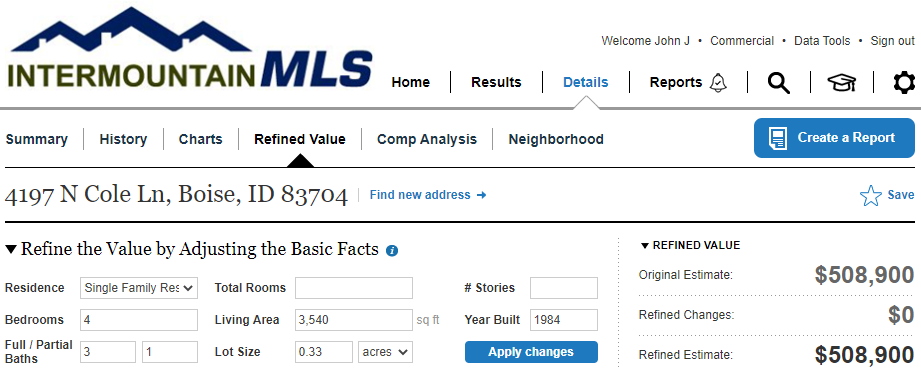 INTERMOUNTAIN MLS
Welcome John J • Commercial • Data Tools • Sign out
Home Results Details Reports
Summary History Charts Refined Value Comp Analysis Neighborhood Create a Report
4197 N Cole Ln, Boise, ID 83704 Find new address → Save
▼ Refine the Value by Adjusting the Basic Facts i
Residence Single Family Res Total Rooms # Stories
Bedrooms 4 Living Area 3,540 sq ft Year Built 1984
Full / Partial
Baths 3 1 Lot Size 0.33 acres Apply changes
▼ REFINED VALUE
Original Estimate: $508,900
Refined Changes: $0
Refined Estimate: $508,900